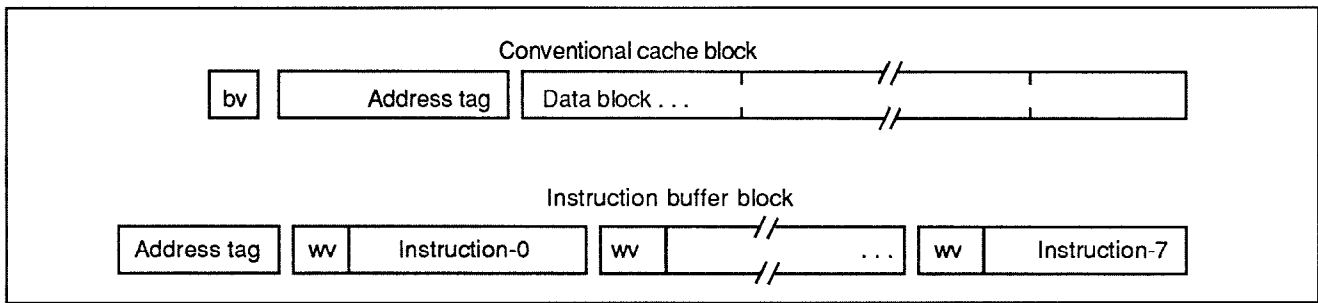 Conventional cache block
bv Address tag Data block . . .
Instruction buffer block
Address tag wv Instruction-0 wv . . . wv Instruction-7